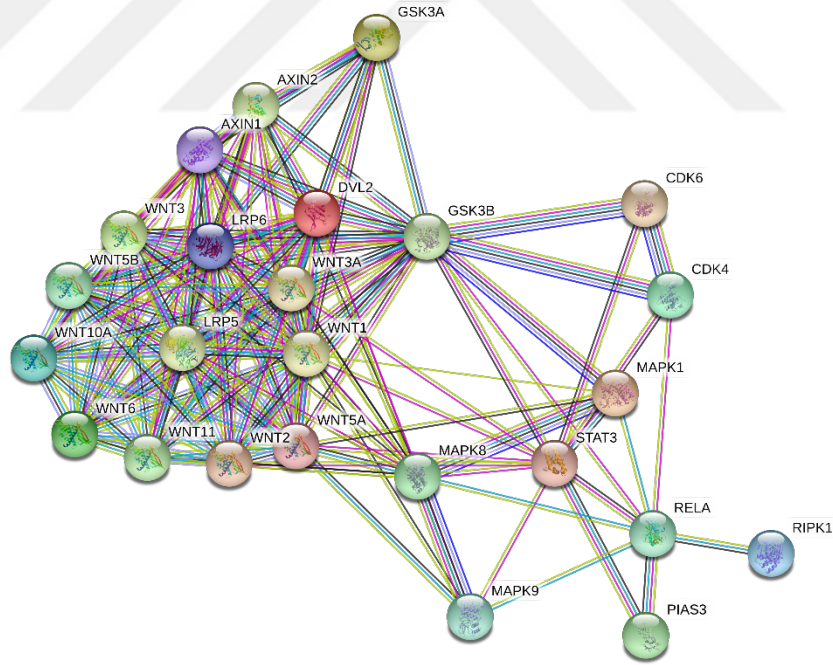 GSK3A
AXIN2
AXIN1
CDK6
DVL2
WNT3
LRP6
GSK3B
WNT5B
WNT3A
CDK4
LRP5
WNT10A
WNT1
MAPK1
WNT6
WNT11
WNT2
WNT5A
STAT3
MAPK8
RELA
RIPK1
MAPK9
PIAS3